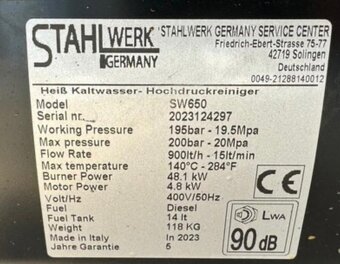 STAHLWERK
GERMANY
STAHLWERK GERMANY SERVICE CENTER
Friedrich-Ebert-Strasse 75-77
42719 Solingen
Deutschland
0049-21288140012
Heiß Kaltwasser- Hochdruckreiniger
Model SW650
Serial nr. 2023124297
Working Pressure 195bar - 19.5Mpa
Max pressure 200bar - 20Mpa
Flow Rate 900lt/h - 15lt/min
Max temperature 140°C - 284°F
Burner Power 48.1 kW
Motor Power 4.8 kW
Volt/Hz 400V/50Hz
Fuel Diesel
Fuel Tank 14 lt
Weight 118 KG
Made in Italy In 2023
Jahre Garantie 5
CE
LWA
90 dB